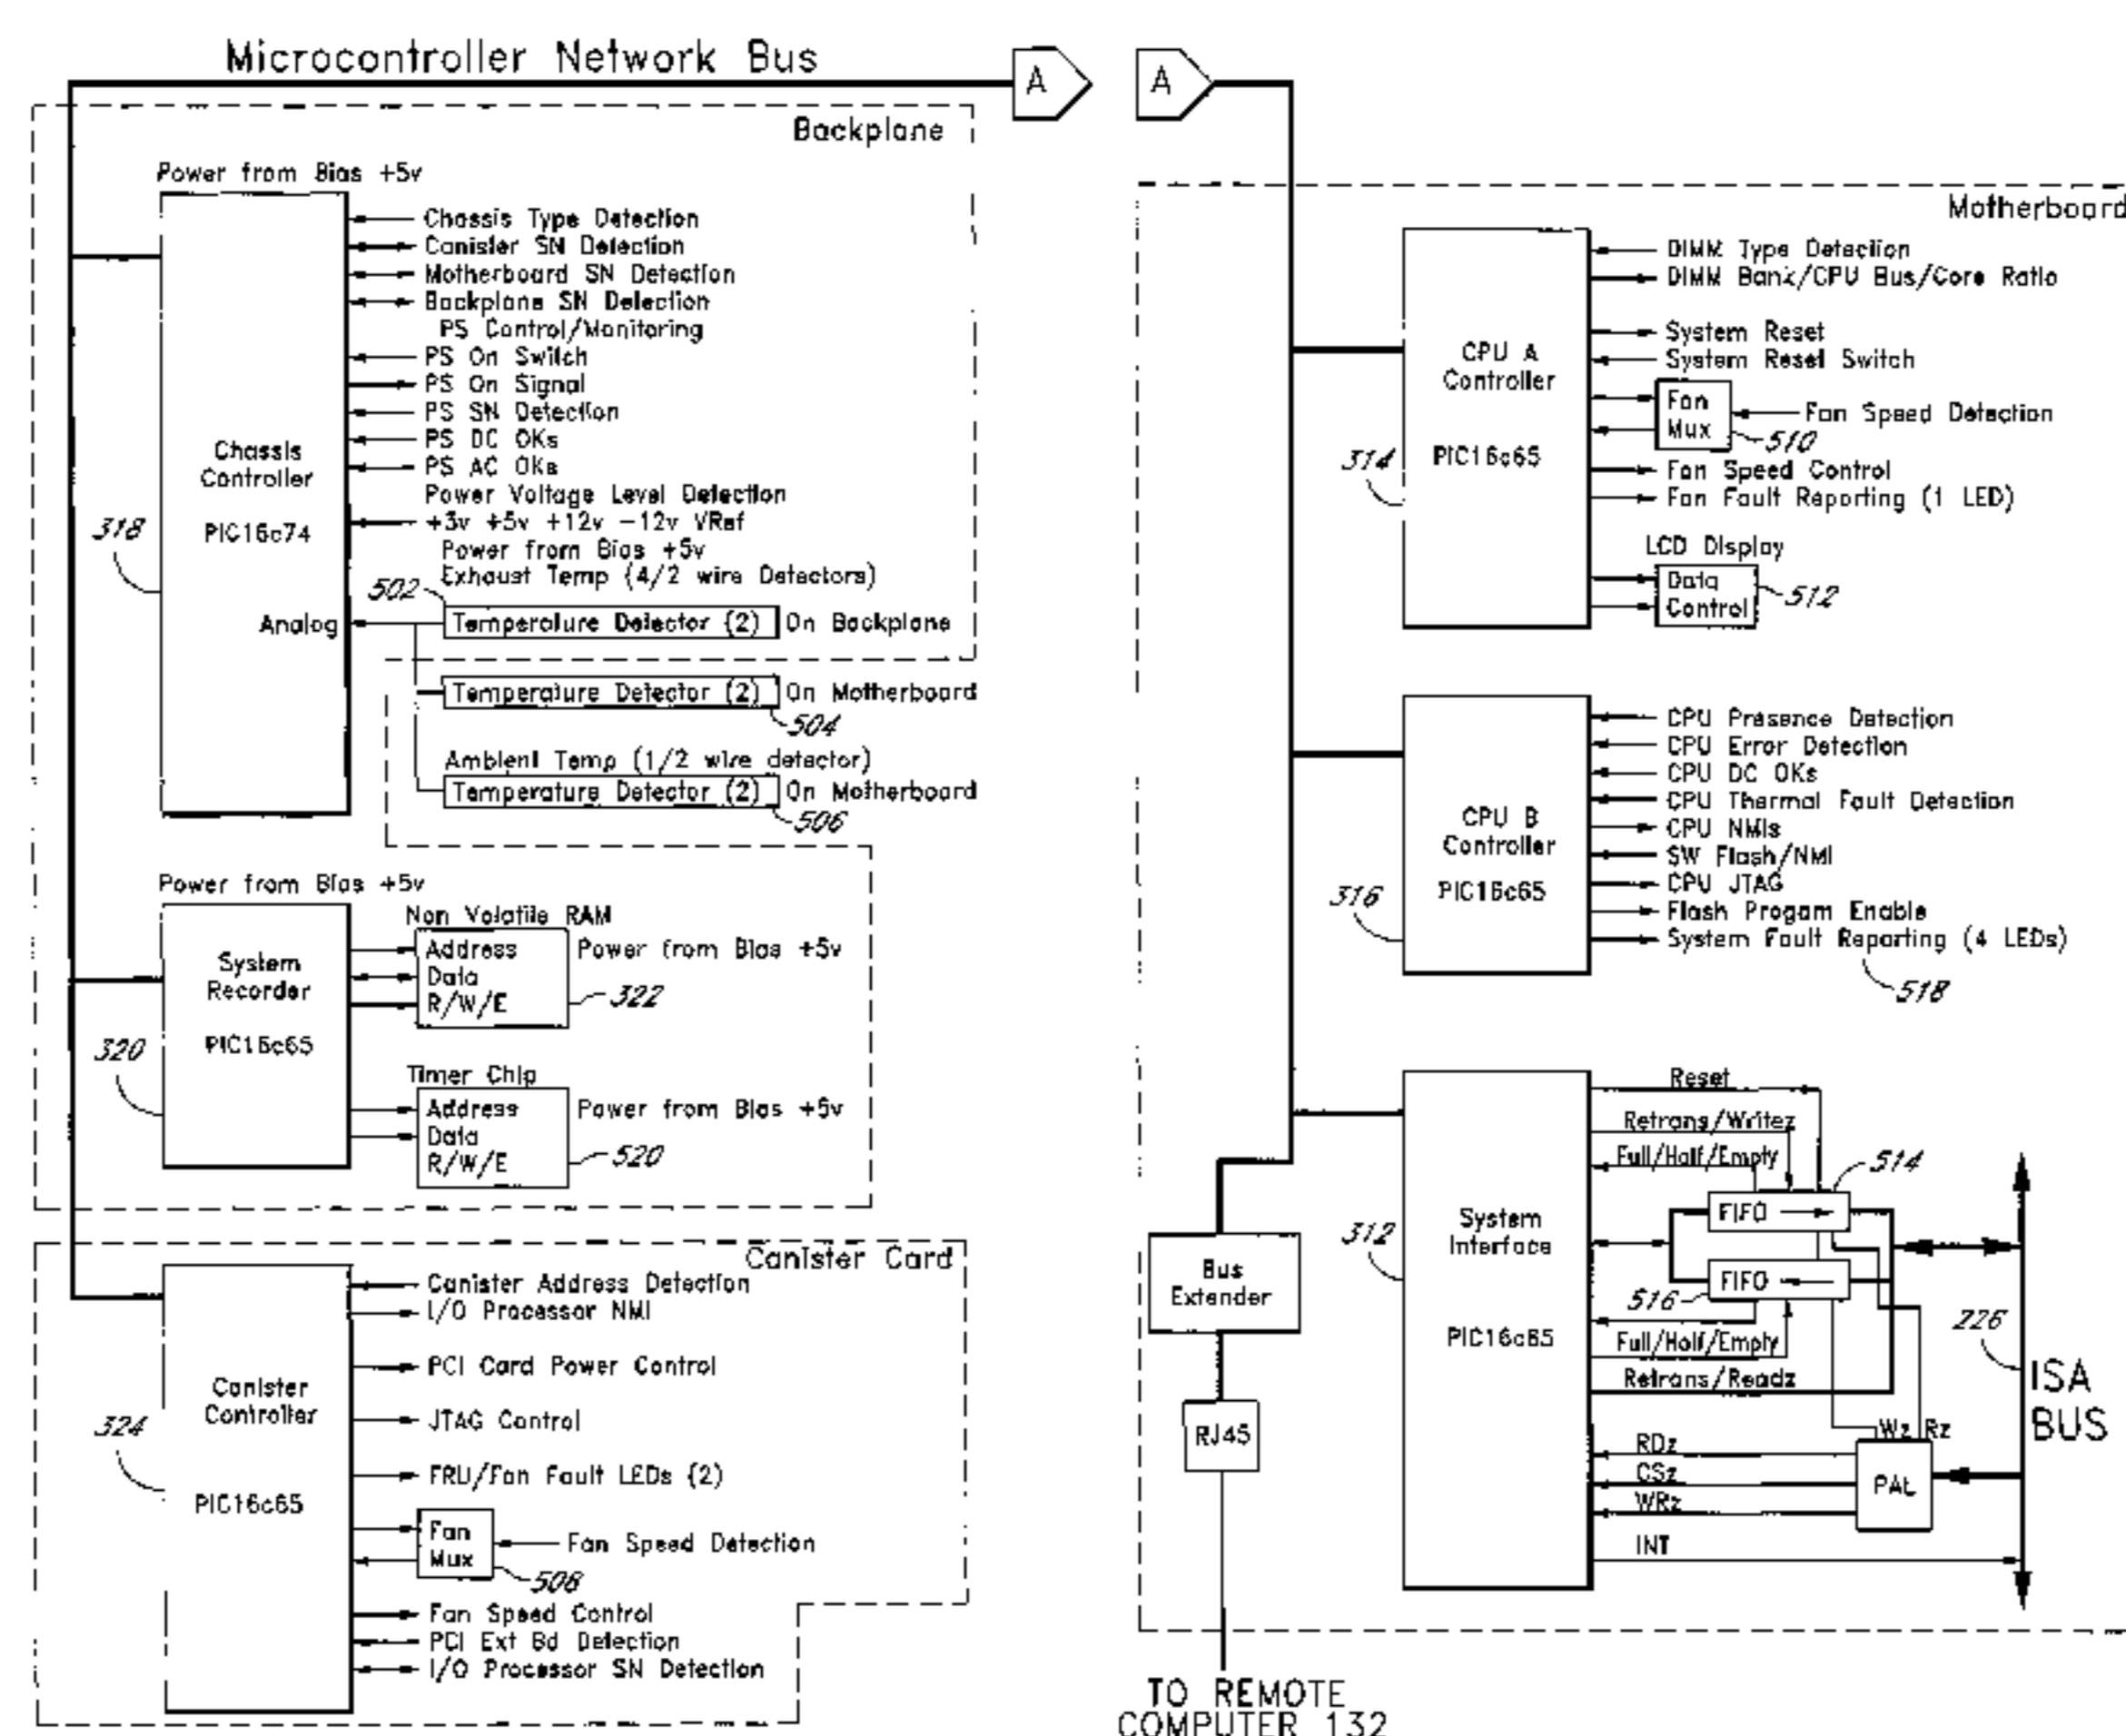 Microcontroller Network Bus
A
Backplane
Power from Bias +5v
Chassis Type Detection
Canister SN Detection
Motherboard SN Detection
Backplane SN Detection
PS Control/Monitoring
PS On Switch
PS On Signal
PS SN Detection
PS DC OKs
PS AC OKs
Power Voltage Level Detection
+3v +5v +12v -12v VRef
Power from Bias +5v
Exhaust Temp (4/2 wire Detectors)
Chassis
Controller
PIC16c74
318
Analog
502
Temperature Detector (2) On Backplane
Temperature Detector (2) On Motherboard
504
Ambient Temp (1/2 wire detector)
Temperature Detector (2) On Motherboard
506
Power from Bias +5v
System
Recorder
PIC16c65
320
Non Volatile RAM
Address
Data
R/W/E
Power from Bias +5v
322
Timer Chip
Address
Data
R/W/E
Power from Bias +5v
520
Canister Card
Canister
Controller
PIC16c65
324
Canister Address Detection
I/O Processor NMI
PCI Card Power Control
JTAG Control
FRU/Fan Fault LEDs (2)
Fan
Mux
Fan Speed Detection
508
Fan Speed Control
PCI Ext Bd Detection
I/O Processor SN Detection
A
Motherboard
CPU A
Controller
PIC16c65
314
DIMM Type Detection
DIMM Bank/CPU Bus/Core Ratio
System Reset
System Reset Switch
Fan
Mux
Fan Speed Detection
510
Fan Speed Control
Fan Fault Reporting (1 LED)
LCD Display
Data
Control
512
CPU B
Controller
PIC16c65
316
CPU Presence Detection
CPU Error Detection
CPU DC OKs
CPU Thermal Fault Detection
CPU NMIs
SW Flash/NMI
CPU JTAG
Flash Progam Enable
System Fault Reporting (4 LEDs)
518
System
Interface
PIC16c65
312
Reset
Retrans/Writez
Full/Half/Empty
514
FIFO
FIFO
516
Full/Half/Empty
Retrans/Readz
Wz Rz
RDz
CSz
WRz
INT
PAL
226
ISA
BUS
Bus
Extender
RJ45
TO REMOTE
COMPUTER 132